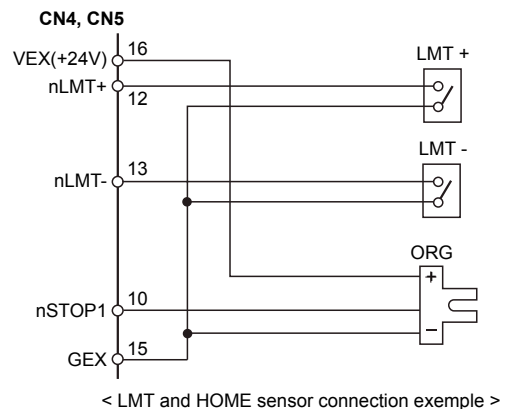 CN4, CN5
VEX(+24V) 16
nLMT+ 12
LMT +
nLMT- 13
LMT -
ORG
+
nSTOP1 10
−
GEX 15
< LMT and HOME sensor connection exemple >